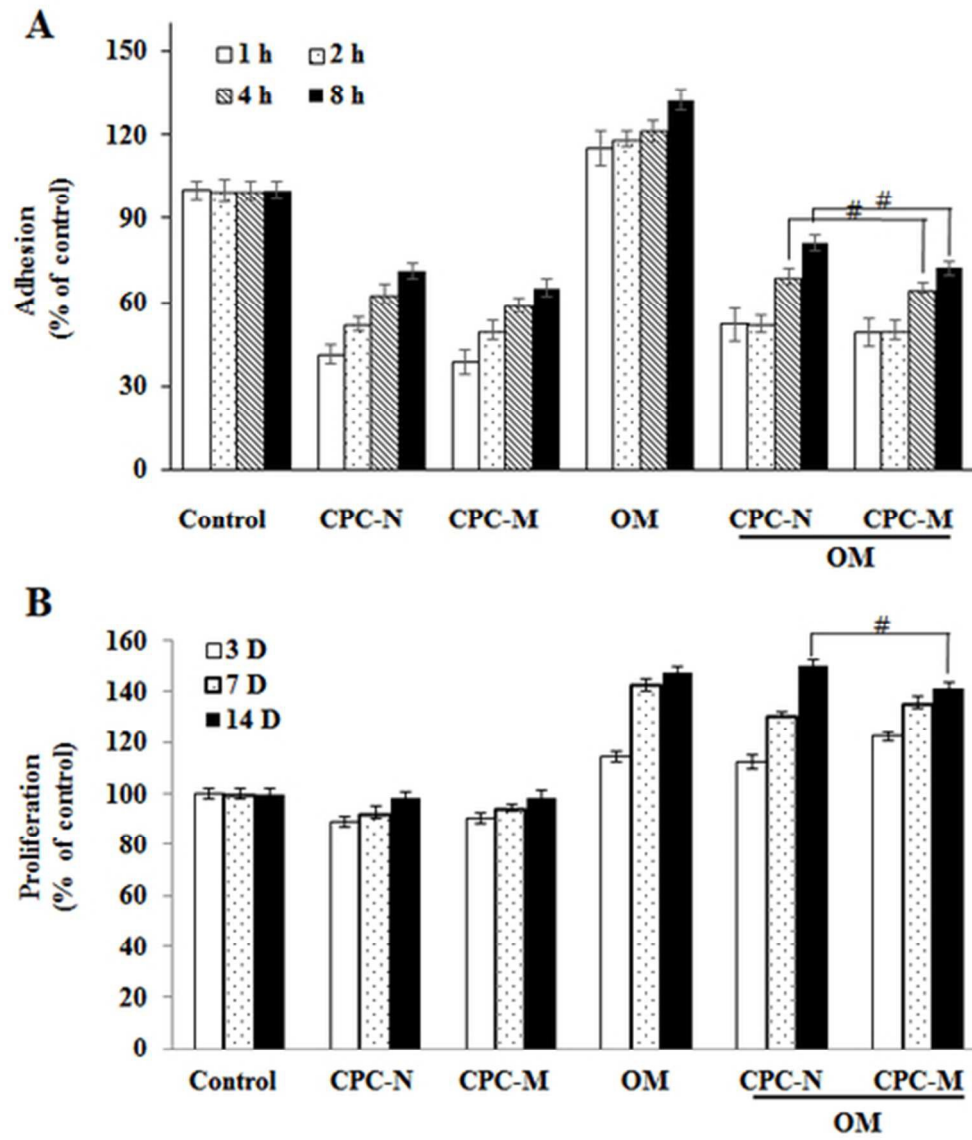 A
150
120
90
60
30
0
Adhesion
(% of control)
1 h 2 h
4 h 8 h
# #
Control CPC-N CPC-M OM CPC-N CPC-M
OM
B
160
140
120
100
80
60
40
20
0
Proliferation
(% of control)
3 D
7 D
14 D
#
Control CPC-N CPC-M OM CPC-N CPC-M
OM